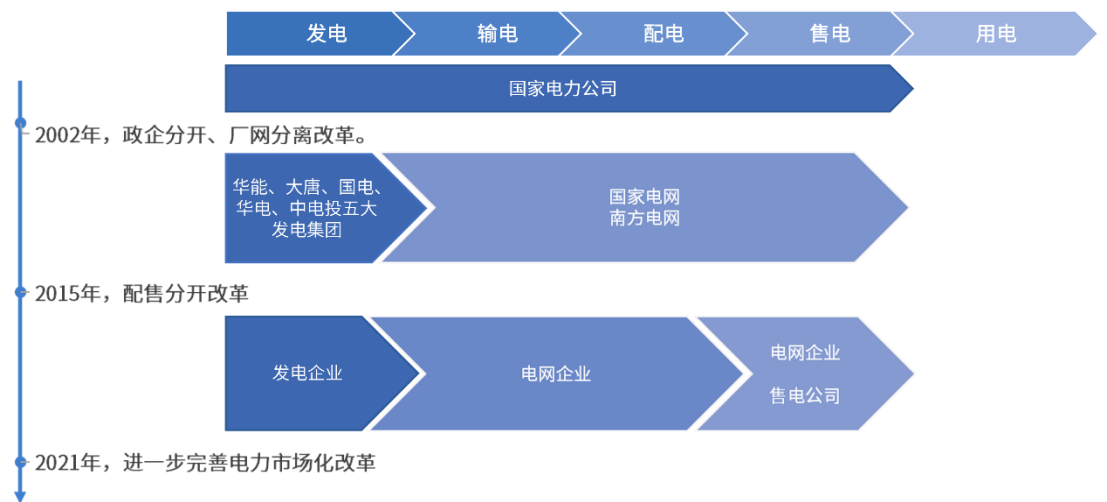 发电
输电
配电
售电
用电
国家电力公司
2002年，政企分开、厂网分离改革。
华能、大唐、国电、
华电、中电投五大
发电集团
国家电网
南方电网
2015年，配售分开改革
发电企业
电网企业
电网企业
售电公司
2021年，进一步完善电力市场化改革